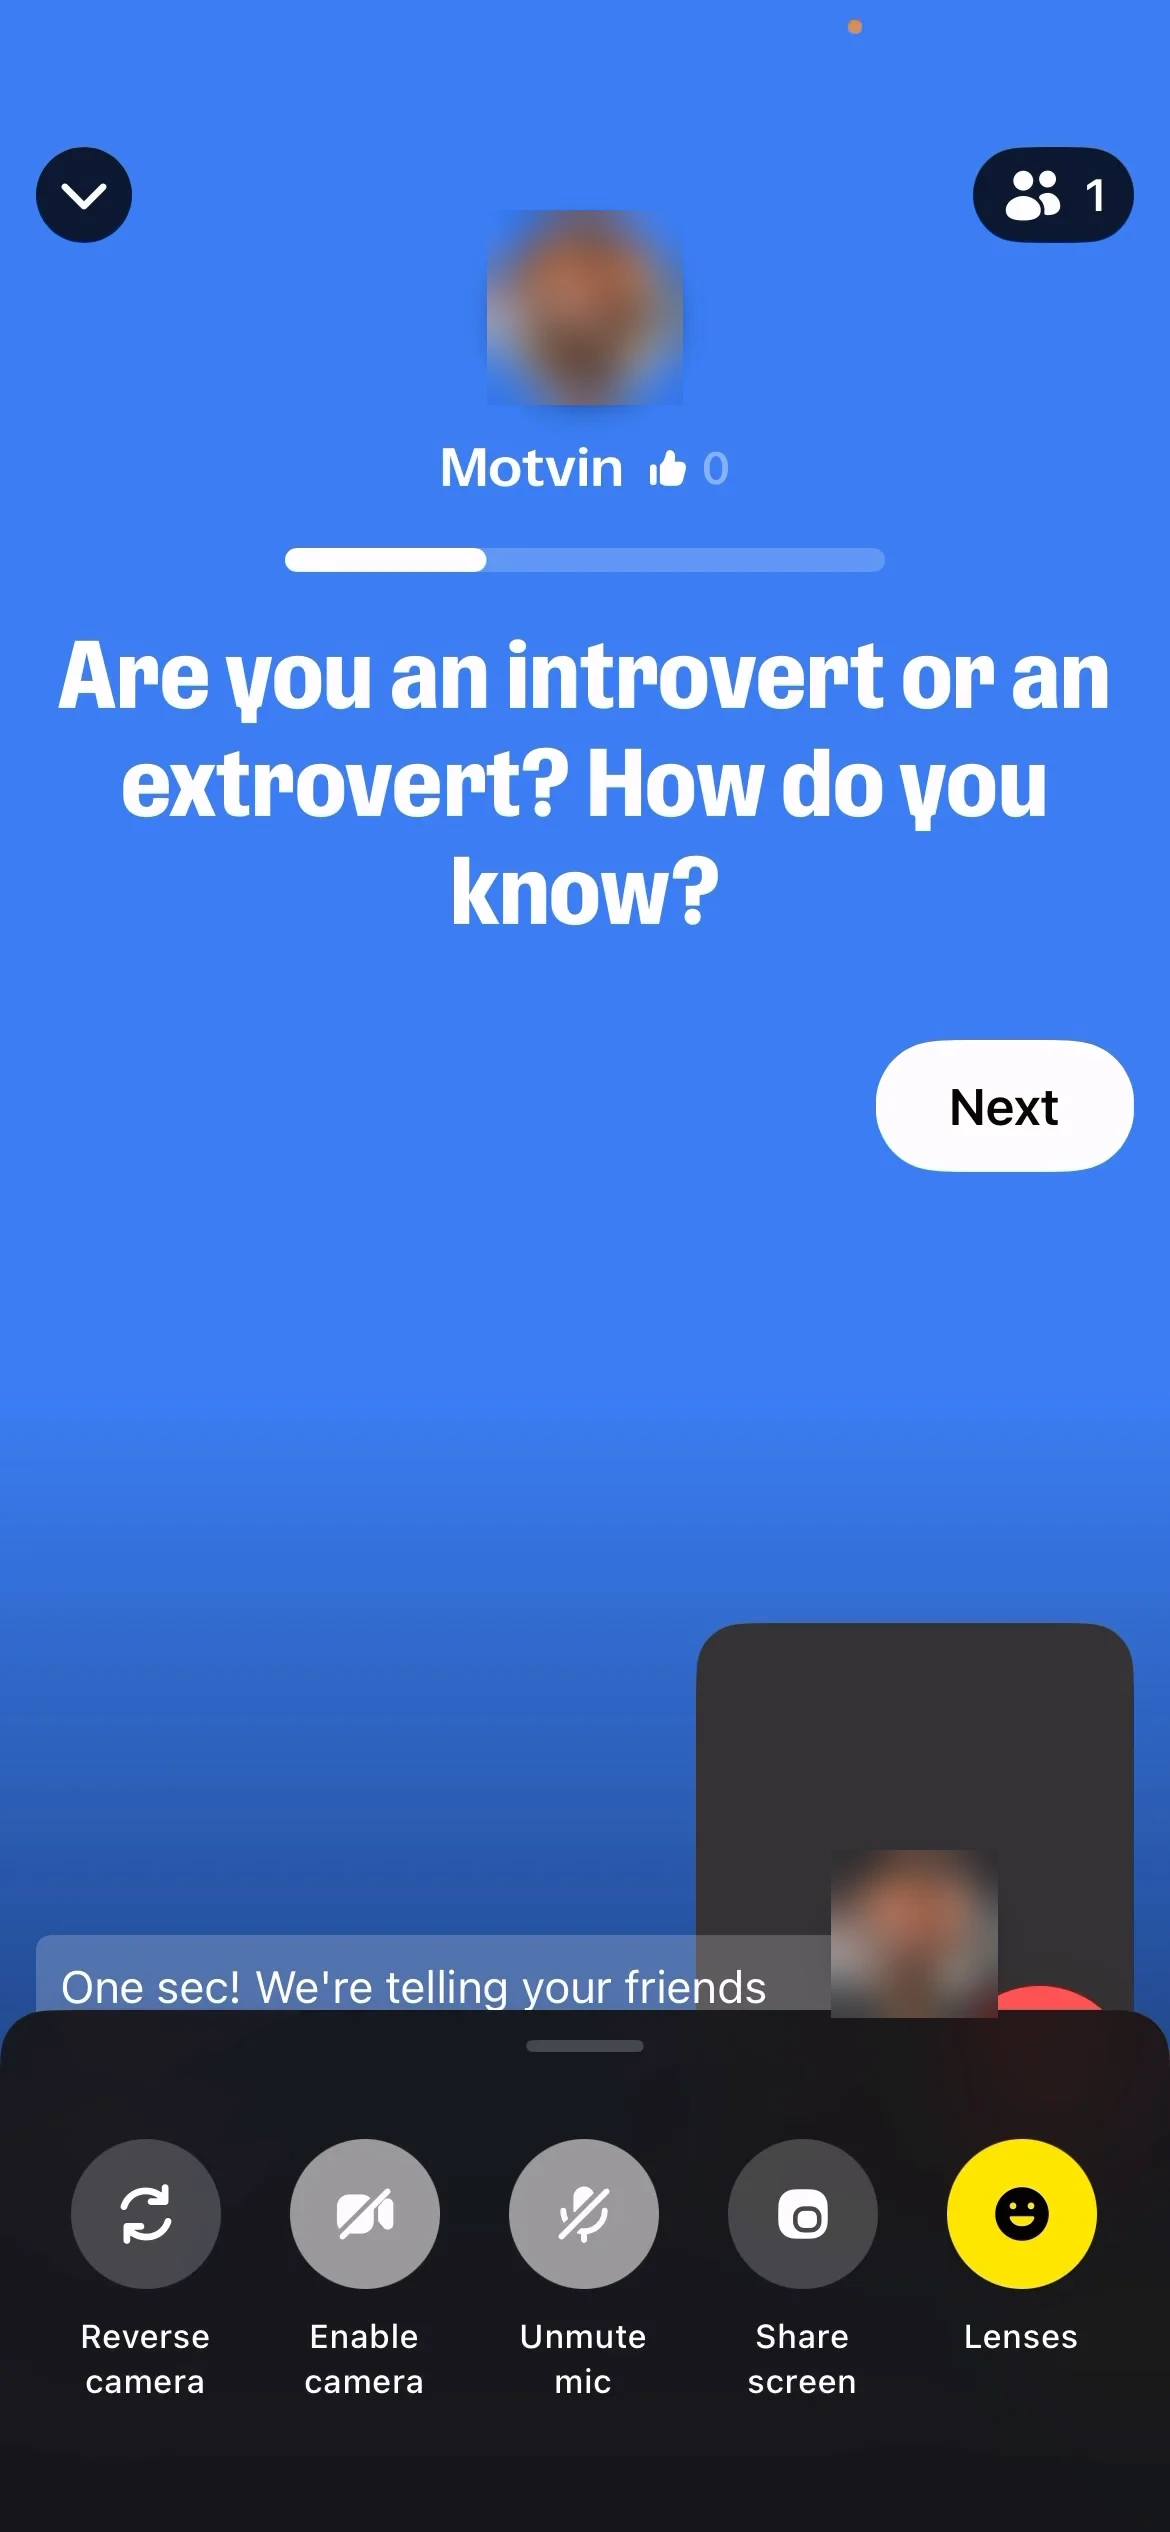 1
Motvin 0
Are you an introvert or an
extrovert? How do you
know?
Next
One sec! We're telling your friends
Reverse
camera
Enable
camera
Unmute
mic
Share
screen
Lenses